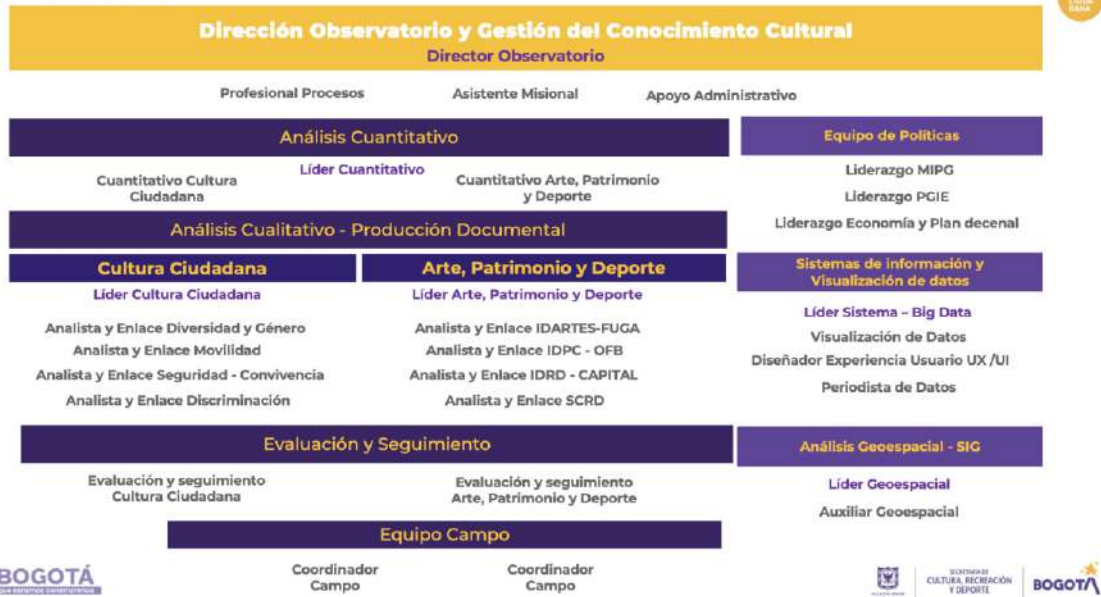 CIUDA
DANA
Dirección Observatorio y Gestión del Conocimiento Cultural
Director Observatorio
Profesional Procesos
Asistente Misional
Apoyo Administrativo
Análisis Cuantitativo
Líder Cuantitativo
Cuantitativo Cultura
Ciudadana
Cuantitativo Arte, Patrimonio
y Deporte
Análisis Cualitativo - Producción Documental
Cultura Ciudadana
Líder Cultura Ciudadana
Analista y Enlace Diversidad y Género
Analista y Enlace Movilidad
Analista y Enlace Seguridad - Convivencia
Analista y Enlace Discriminación
Arte, Patrimonio y Deporte
Líder Arte, Patrimonio y Deporte
Analista y Enlace IDARTES-FUGA
Analista y Enlace IDPC - OFB
Analista y Enlace IDRD - CAPITAL
Analista y Enlace SCRD
Evaluación y Seguimiento
Evaluación y seguimiento
Cultura Ciudadana
Evaluación y seguimiento
Arte, Patrimonio y Deporte
Equipo Campo
Coordinador
Campo
Coordinador
Campo
Equipo de Políticas
Liderazgo MIPG
Liderazgo PGIE
Liderazgo Economía y Plan decenal
Sistemas de información y
Visualización de datos
Líder Sistema – Big Data
Visualización de Datos
Diseñador Experiencia Usuario UX /UI
Periodista de Datos
Análisis Geoespacial - SIG
Líder Geoespacial
Auxiliar Geoespacial
BOGOTÁ
SECRETARÍA DE
CULTURA, RECREACIÓN
Y DEPORTE
BOGOTÁ